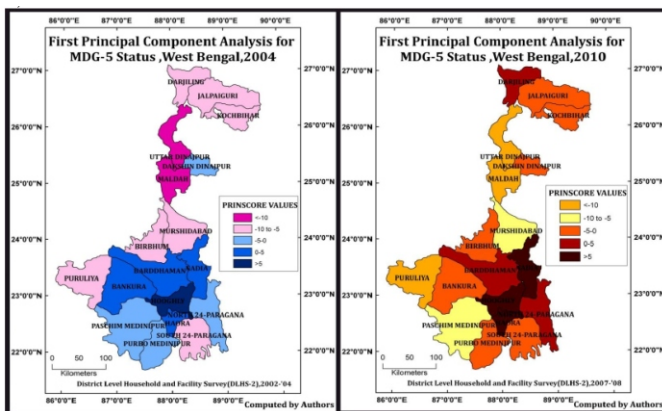 First Principal Component Analysis for
MDG-5 Status ,West Bengal,2004
86°0'0"E 87°0'0"E 88°0'0"E 89°0'0"E 90°0'0"E
27°0'0"N
26°0'0"N
25°0'0"N
24°0'0"N
23°0'0"N
22°0'0"N
DARJILING
JALPAIGURI
KOCHBIHAR
UTTAR DINAJPUR
DAKSHIN DINAJPUR
MALDAH
MURSHIDABAD
BIRBHUM
BARDDHAMAN
NADIA
PURULIYA
BANKURA
NORTH 24-PARAGANA
PASCHIM MEDINIPUR
SOUTH 24-PARAGANA
PURBO MEDINIPUR
PRINSCORE VALUES
<-10
-10 to -5
-5-0
0-5
>5
0 50 100
Kilometers
District Level Household and Facility Survey(DLHS-2),2002-'04
86°0'0"E 87°0'0"E 88°0'0"E 89°0'0"E
Computed by Authors
First Principal Component Analysis for
MDG-5 Status ,West Bengal,2010
86°0'0"E 87°0'0"E 88°0'0"E 89°0'0"E 90°0'0"E
27°0'0"N
26°0'0"N
25°0'0"N
24°0'0"N
23°0'0"N
22°0'0"N
DARJILING
JALPAIGURI
KOCHBIHAR
UTTAR DINAJPUR
DAKSHIN DINAJPUR
MALDAH
MURSHIDABAD
BIRBHUM
BARDDHAMAN
PURULIYA
BANKURA
NORTH 24-PARAGANA
PASCHIM MEDINIPUR
SOUTH 24-PARAGANA
PURBO MEDINIPUR
PRINSCORE VALUES
<-10
-10 to -5
-5-0
0-5
>5
0 50 100
Kilometers
District Level Household and Facility Survey(DLHS-2),2007-'08
86°0'0"E 87°0'0"E 88°0'0"E 89°0'0"E
Computed by Authors